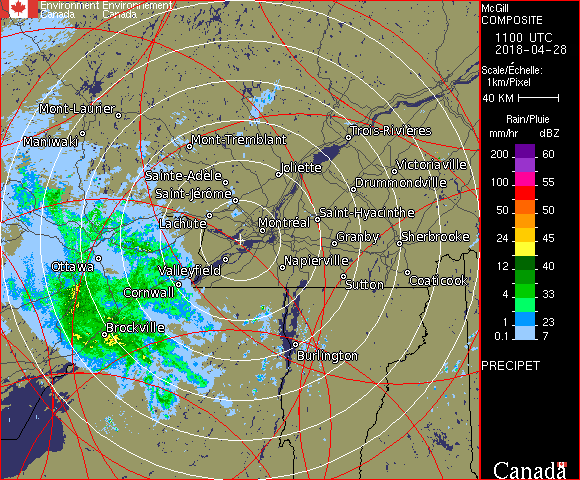 Environment Environnement
Canada Canada
McGill
COMPOSITE
1100 UTC
2018-04-28
Scale/Échelle:
1km/Pixel
40 KM
Rain/Pluie
mm/hr dBZ
200 60
100 55
50 50
24 45
12 40
4 33
1 23
0.1 7
PRECIPET
Canada
Mont-Laurier
Maniwaki
Mont-Tremblant
Trois-Rivières
Sainte-Adèle
Joliette
Victoriaville
Saint-Jérôme
Drummondville
Lachute
Montréal
Saint-Hyacinthe
Granby
Sherbrooke
Ottawa
Valleyfield
Napierville
Cornwall
Sutton
Coaticook
Brockville
Burlington